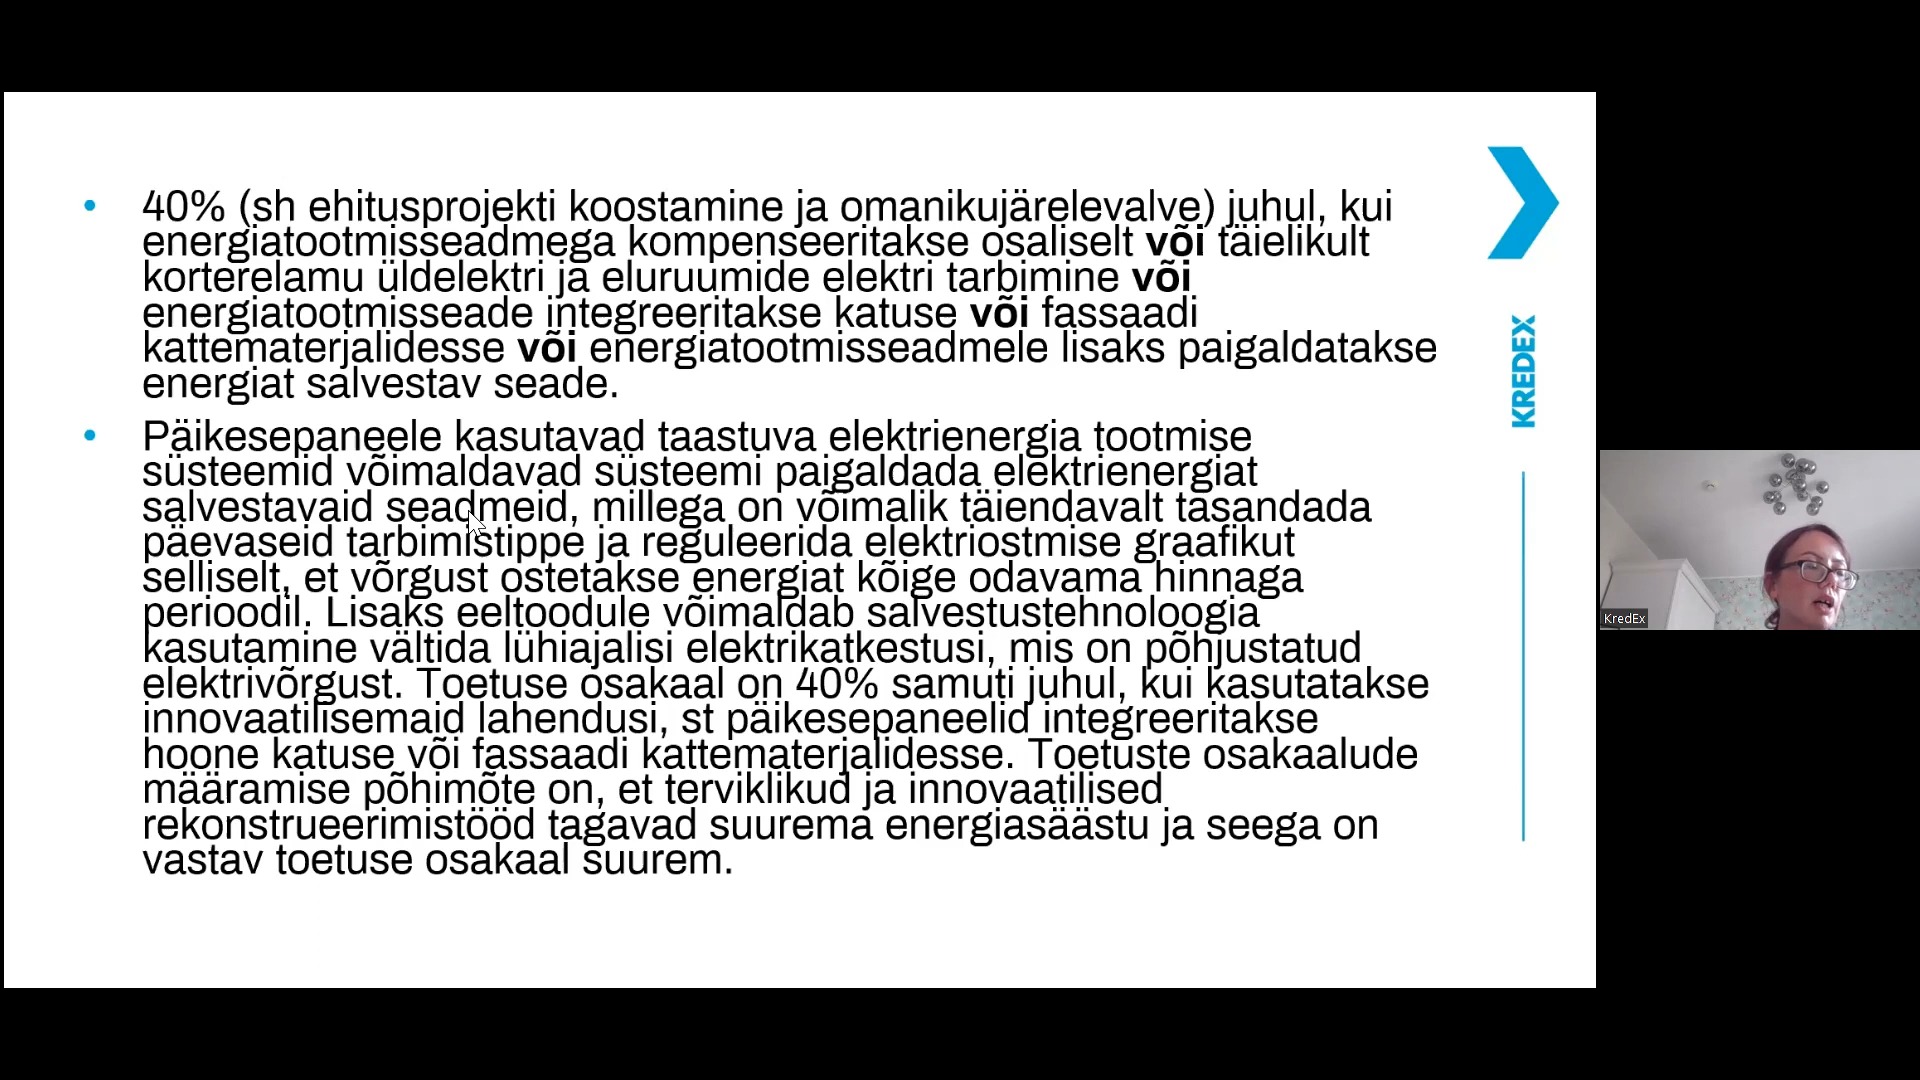 40% (sh ehitusprojekti koostamine ja omanikujärelevalve) juhul, kui
energiatootmisseadmega kompenseeritakse osaliselt või täielikult
korterelamu üldelektri ja eluruumide elektri tarbimine või
energiatootmisseade integreeritakse katuse või fassaadi
kattematerjalidesse või energiatootmisseadmele lisaks paigaldatakse
energiat salvestav seade.
Päikesepaneele kasutavad taastuva elektrienergia tootmise
süsteemid võimaldavad süsteemi paigaldada elektrienergiat
salvestavaid seadmeid, millega on võimalik täiendavalt tasandada
päevaseid tarbimistippe ja reguleerida elektriostmise graafikut
selliselt, et võrgust ostetakse energiat kõige odavama hinnaga
perioodil. Lisaks eeltoodule võimaldab salvestustehnoloogia
kasutamine vältida lühiajalisi elektrikatkestusi, mis on põhjustatud
elektrivõrgust. Toetuse osakaal on 40% samuti juhul, kui kasutatakse
innovaatilisemaid lahendusi, st päikesepaneelid integreeritakse
hoone katuse või fassaadi kattematerjalidesse. Toetuste osakaalude
määramise põhimõte on, et terviklikud ja innovaatilised
rekonstrueerimistööd tagavad suurema energiasäästu ja seega on
vastav toetuse osakaal suurem.
KREDEX
KredEx